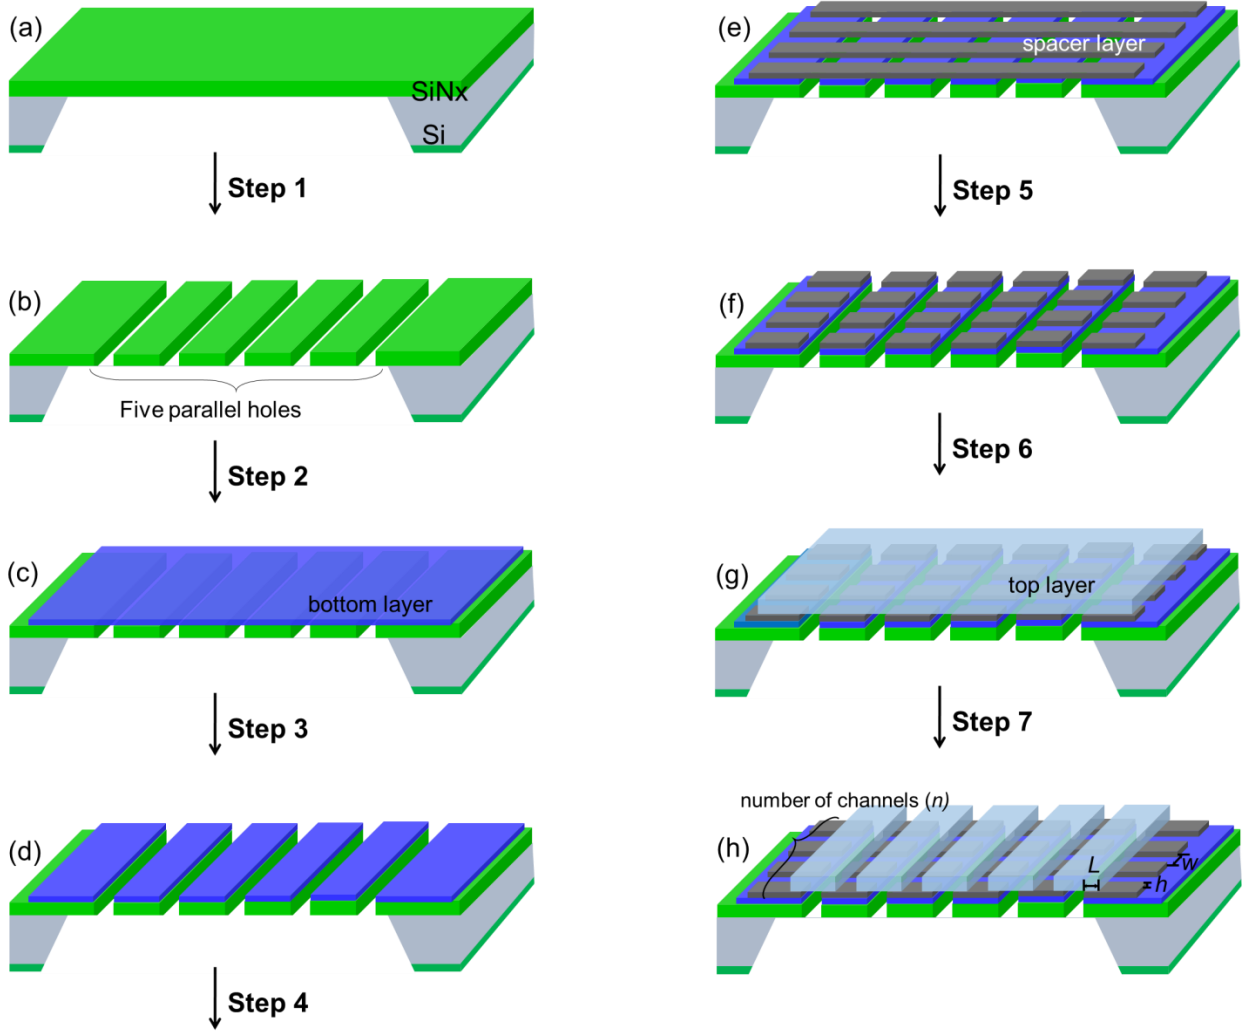 (a)
SiNx
Si
Step 1
(b)
Five parallel holes
Step 2
(c)
bottom layer
Step 3
(d)
Step 4
(e)
spacer layer
Step 5
(f)
Step 6
(g)
top layer
Step 7
number of channels (n)
(h)
L
w
h